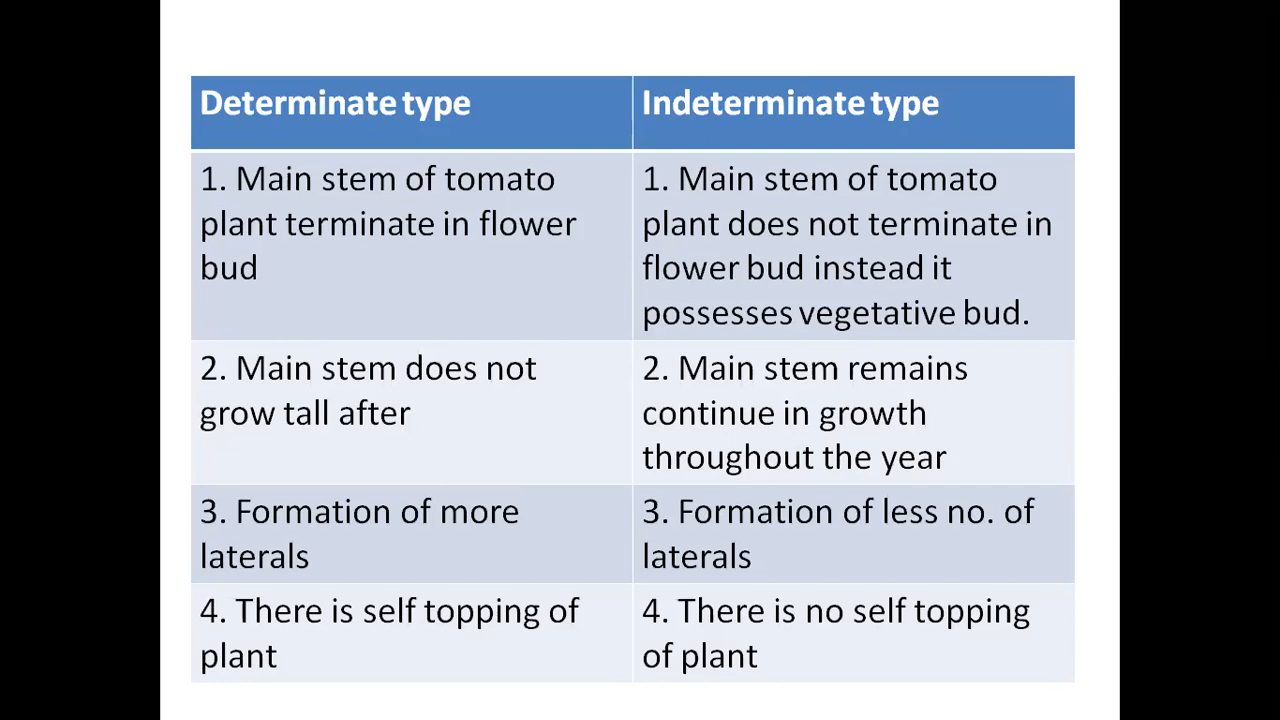 Determine type
Indeterminate type
1. Main stem of tomato
plant terminate in flower
bud
1. Main stem of tomato
plant does not terminate in
flower bud instead it
possesses vegetative bud.
2. Main stem does not
grow tall after
2. Main stem remains
continue in growth
throughout the year
3. Formation of more
laterals
3. Formation of less no. of
laterals
4. There is self topping of
plant
4. There is no self topping
of plant